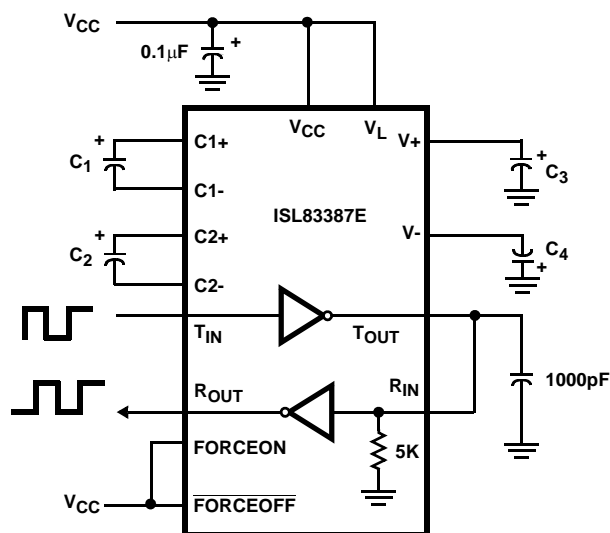 VCC
0.1μF
+
VCC
VL
+
C1
C1+
C1-
V+
+
C3
ISL83387E
+
C2
C2+
C2-
V-
C4
+
TIN
TOUT
1000pF
ROUT
RIN
5K
FORCEON
VCC
FORCEOFF